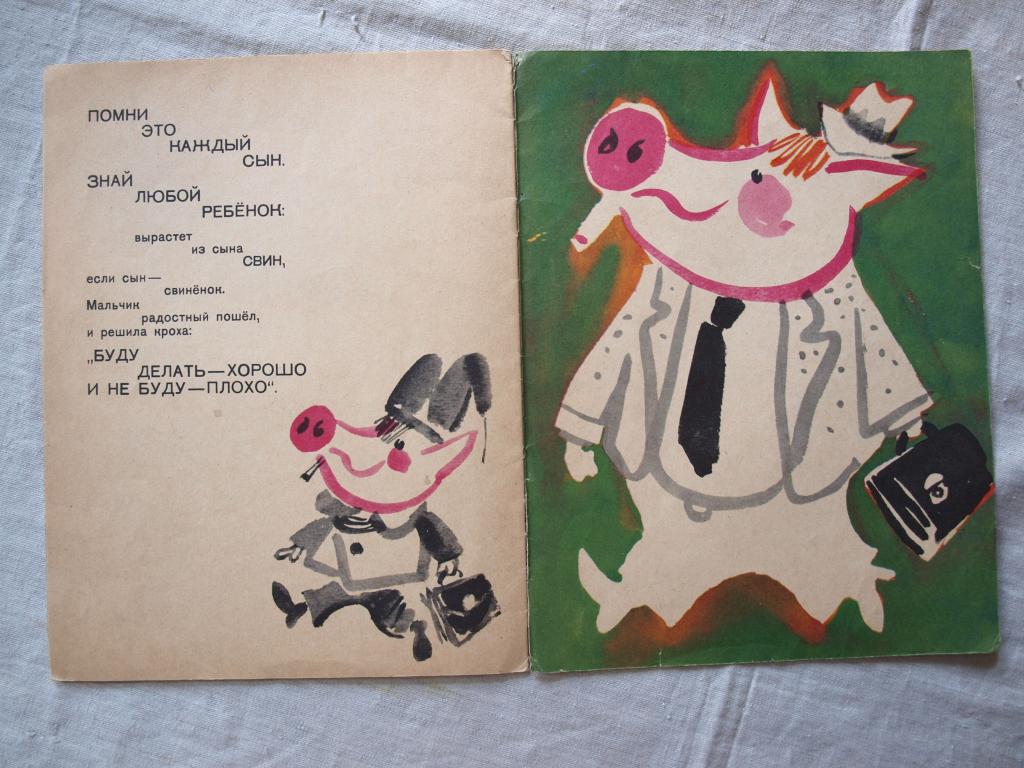 ПОМНИ
ЭТО
КАЖДЫЙ
СЫН.
ЗНАЙ
ЛЮБОЙ
РЕБЁНОК:
вырастет
из сына
СВИН,
если сын —
свинёнок.
Мальчик
радостный пошёл,
и решила кроха:
„БУДУ
ДЕЛАТЬ — ХОРОШО
И НЕ БУДУ — ПЛОХО“.